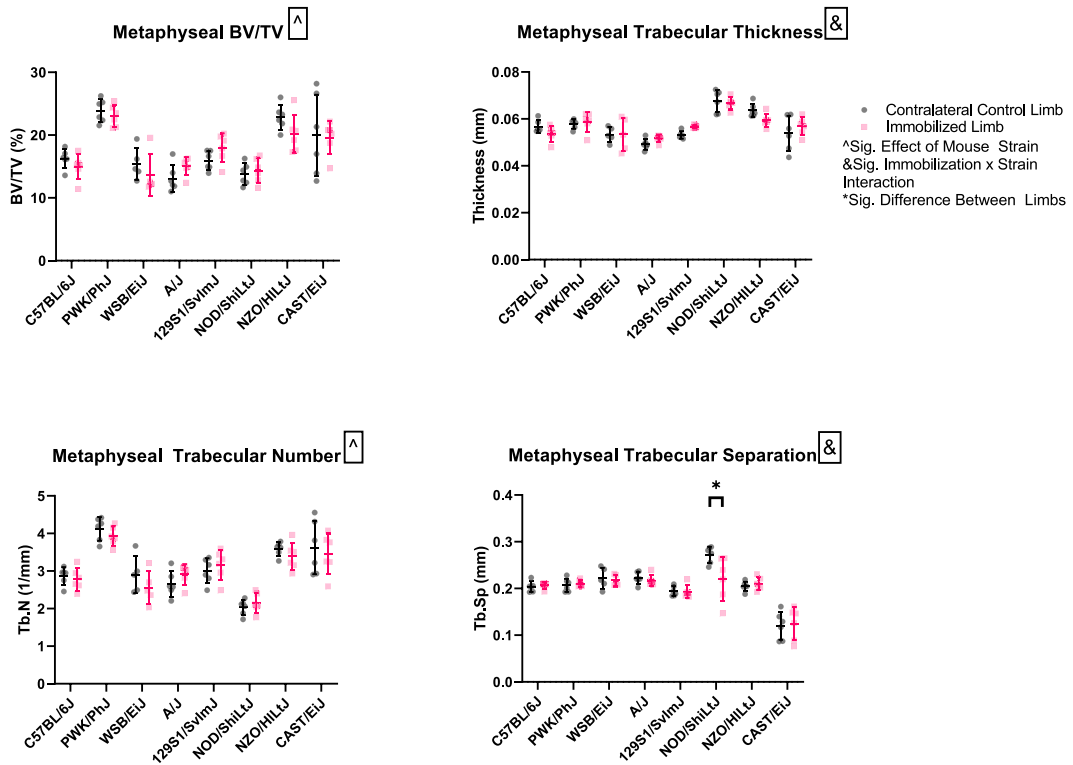 Metaphyseal BV/TV ^
30
20
10
0
BV/TV (%)
C57BL/6J
PWK/PhJ
WSB/EiJ
A/J
129S1/SvImJ
NOD/ShiLtJ
NZO/HILtJ
CAST/EiJ
Metaphyseal Trabecular Thickness &
0.08
0.06
0.04
0.02
0.00
Thickness (mm)
C57BL/6J
PWK/PhJ
WSB/EiJ
A/J
129S1/SvImJ
NOD/ShiLtJ
NZO/HILtJ
CAST/EiJ
Contralateral Control Limb
Immobilized Limb
^Sig. Effect of Mouse Strain
&Sig. Immobilization x Strain
Interaction
*Sig. Difference Between Limbs
Metaphyseal Trabecular Number ^
5
4
3
2
1
0
Tb.N (1/mm)
C57BL/6J
PWK/PhJ
WSB/EiJ
A/J
129S1/SvImJ
NOD/ShiLtJ
NZO/HILtJ
CAST/EiJ
Metaphyseal Trabecular Separation &
*
0.4
0.3
0.2
0.1
0.0
Tb.Sp (mm)
C57BL/6J
PWK/PhJ
WSB/EiJ
A/J
129S1/SvImJ
NOD/ShiLtJ
NZO/HILtJ
CAST/EiJ